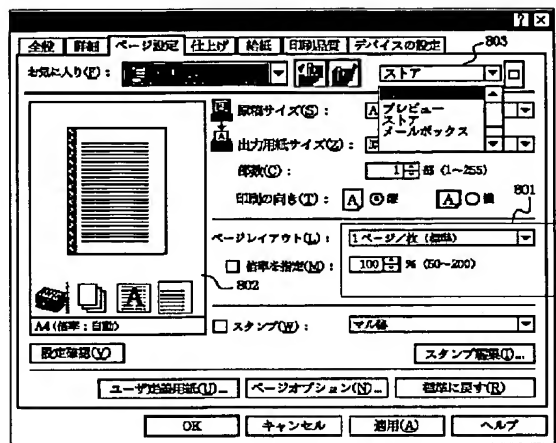 全般 詳細 ページ設定 仕上げ 給紙 印刷品質 デバイスの設定
803
お気に入り(F):
ストア
プレビュー
ストア
メールボックス
原稿サイズ(S): A
出力用紙サイズ(Z):
部数(C): 1 部 (1~255)
印刷の向き(T): A 縦 A 横
801
ページレイアウト(L): 1ページ/枚 (標準)
倍率を指定(M): 100 % (50~200)
802
A4 (倍率:自動)
スタンプ(W): マル秘
設定確認(V)
スタンプ編集(I)...
ユーザ定義用紙(U)... ページオプション(N)... 標準に戻す(R)
OK キャンセル 適用(A) ヘルプ